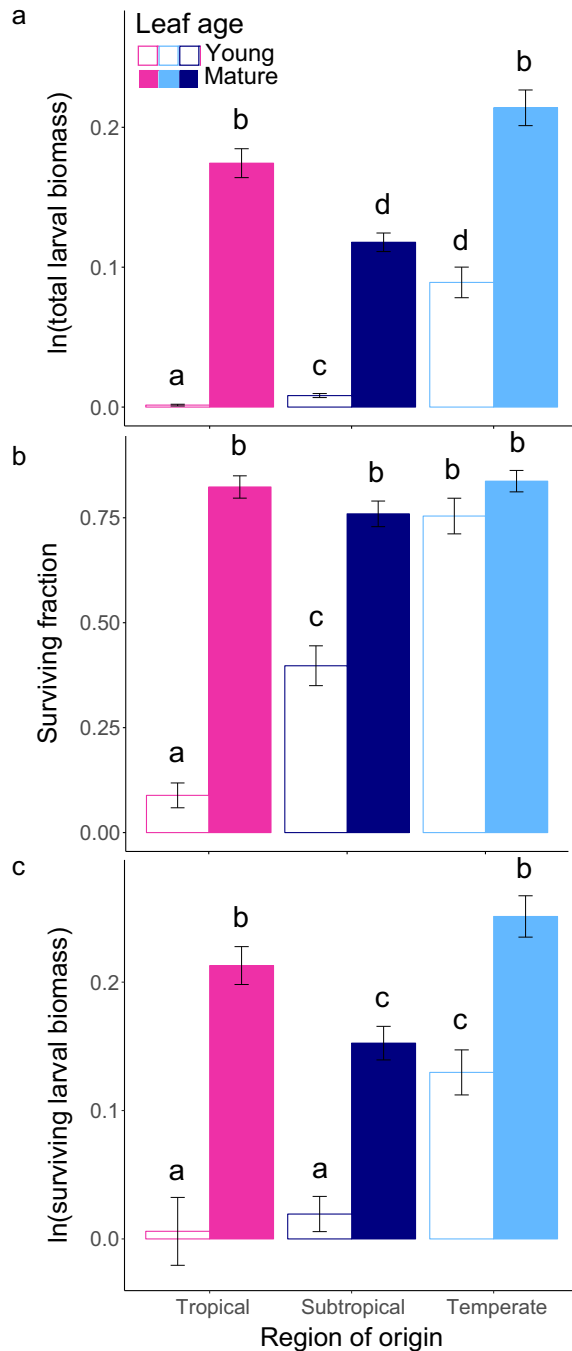 a
Leaf age
Young
Mature
ln(total larval biomass)
0.2
0.1
0.0
a
b
c
d
d
b
b
Surviving fraction
0.75
0.50
0.25
0.00
a
b
c
b
b
b
c
ln(surviving larval biomass)
0.2
0.1
0.0
a
b
a
c
c
b
Tropical Subtropical Temperate
Region of origin